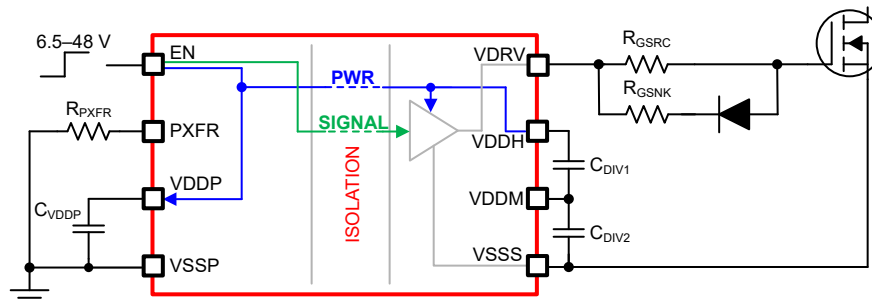 6.5–48 V
EN
VDRV
RGSRC
PWR
RGSNK
RPXFR
PXFR
SIGNAL
VDDH
CDIV1
VDDP
VDDM
CVDDP
ISOLATION
CDIV2
VSSP
VSSS